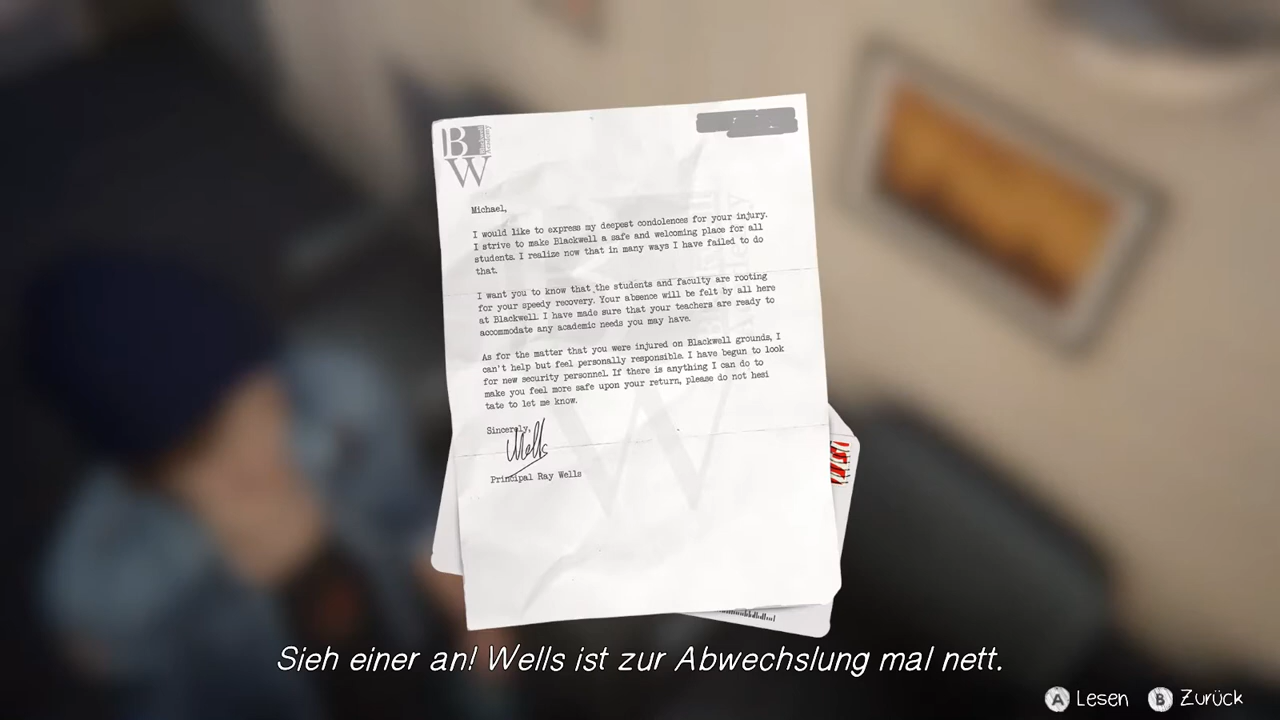 BW
Blackwell
Academy
Michael,
I would like to express my deepest condolences for your injury.
I strive to make Blackwell a safe and welcoming place for all
students. I realize now that in many ways I have failed to do
that.
I want you to know that the students and faculty are rooting
for your speedy recovery. Your absence will be felt by all here
at Blackwell. I have made sure that your teachers are ready to
accommodate any academic needs you may have.
As for the matter that you were injured on Blackwell grounds, I
can't help but feel personally responsible. I have begun to look
for new security personnel. If there is anything I can do to
make you feel more safe upon your return, please do not hesi
tate to let me know.
Sincerely,
Wells
Principal Ray Wells
W
Sieh einer an! Wells ist zur Abwechslung mal nett.
A Lesen B Zurück